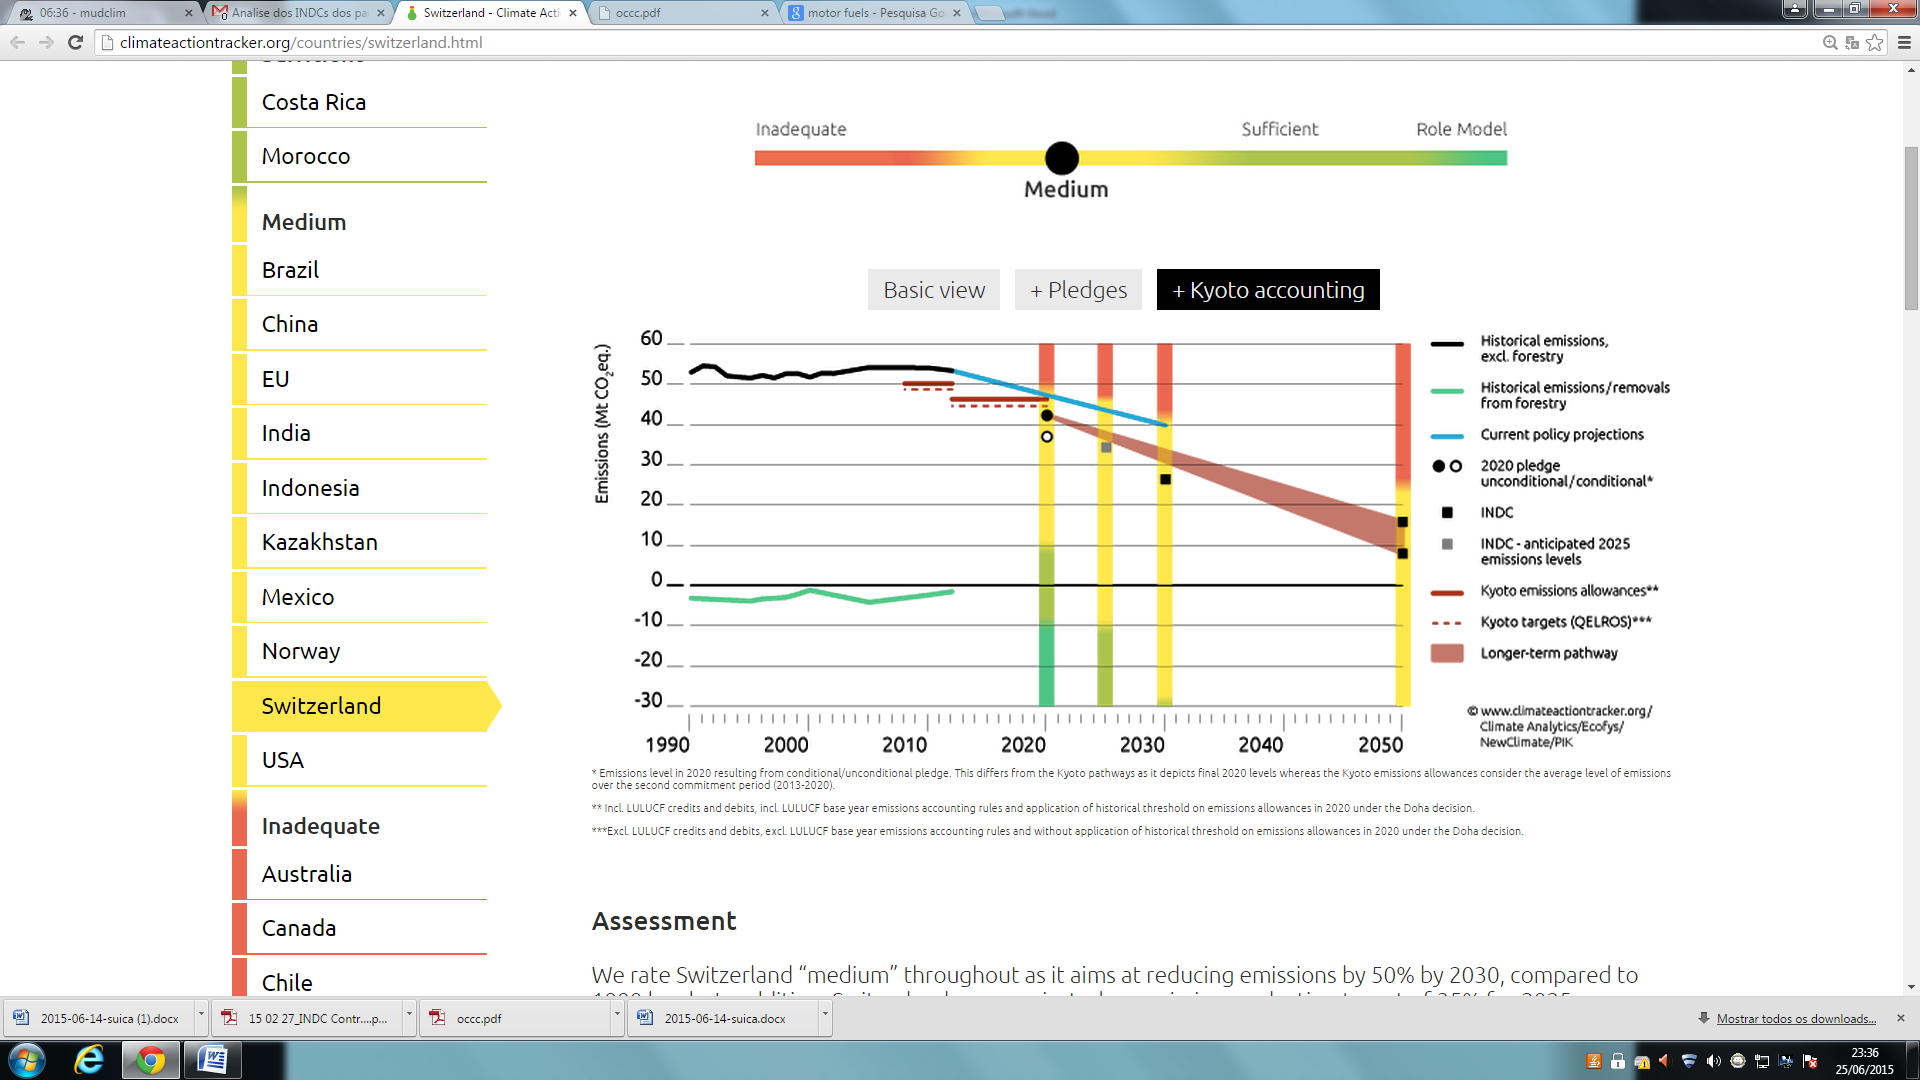 06:36 - mudclim
Analise dos INDCs dos pa
Switzerland - Climate Acti
occc.pdf
motor fuels - Pesquisa Go
climateactiontracker.org/countries/switzerland.html
Costa Rica
Morocco
Medium
Brazil
China
EU
India
Indonesia
Kazakhstan
Mexico
Norway
Switzerland
USA
Inadequate
Australia
Canada
Chile
Inadequate Sufficient Role Model
Medium
Basic view + Pledges + Kyoto accounting
Emissions (Mt CO2eq.)
60
50
40
30
20
10
0
-10
-20
-30
1990 2000 2010 2020 2030 2040 2050
Historical emissions,
excl. forestry
Historical emissions/removals
from forestry
Current policy projections
2020 pledge
unconditional/conditional*
INDC
INDC - anticipated 2025
emissions levels
Kyoto emissions allowances**
Kyoto targets (QELROS)***
Longer-term pathway
© www.climateactiontracker.org/
Climate Analytics/Ecofys/
NewClimate/PIK
* Emissions level in 2020 resulting from conditional/unconditional pledge. This differs from the Kyoto pathways as it depicts final 2020 levels whereas the Kyoto emissions allowances consider the average level of emissions
over the second commitment period (2013-2020).
** Incl. LULUCF credits and debits, incl. LULUCF base year emissions accounting rules and application of historical threshold on emissions allowances in 2020 under the Doha decision.
***Excl. LULUCF credits and debits, excl. LULUCF base year emissions accounting rules and without application of historical threshold on emissions allowances in 2020 under the Doha decision.
Assessment
We rate Switzerland “medium” throughout as it aims at reducing emissions by 50% by 2030, compared to
2015-06-14-suica (1).docx
15 02 27_INDC Contr....p...
occc.pdf
2015-06-14-suica.docx
Mostrar todos os downloads...
23:36
25/06/2015